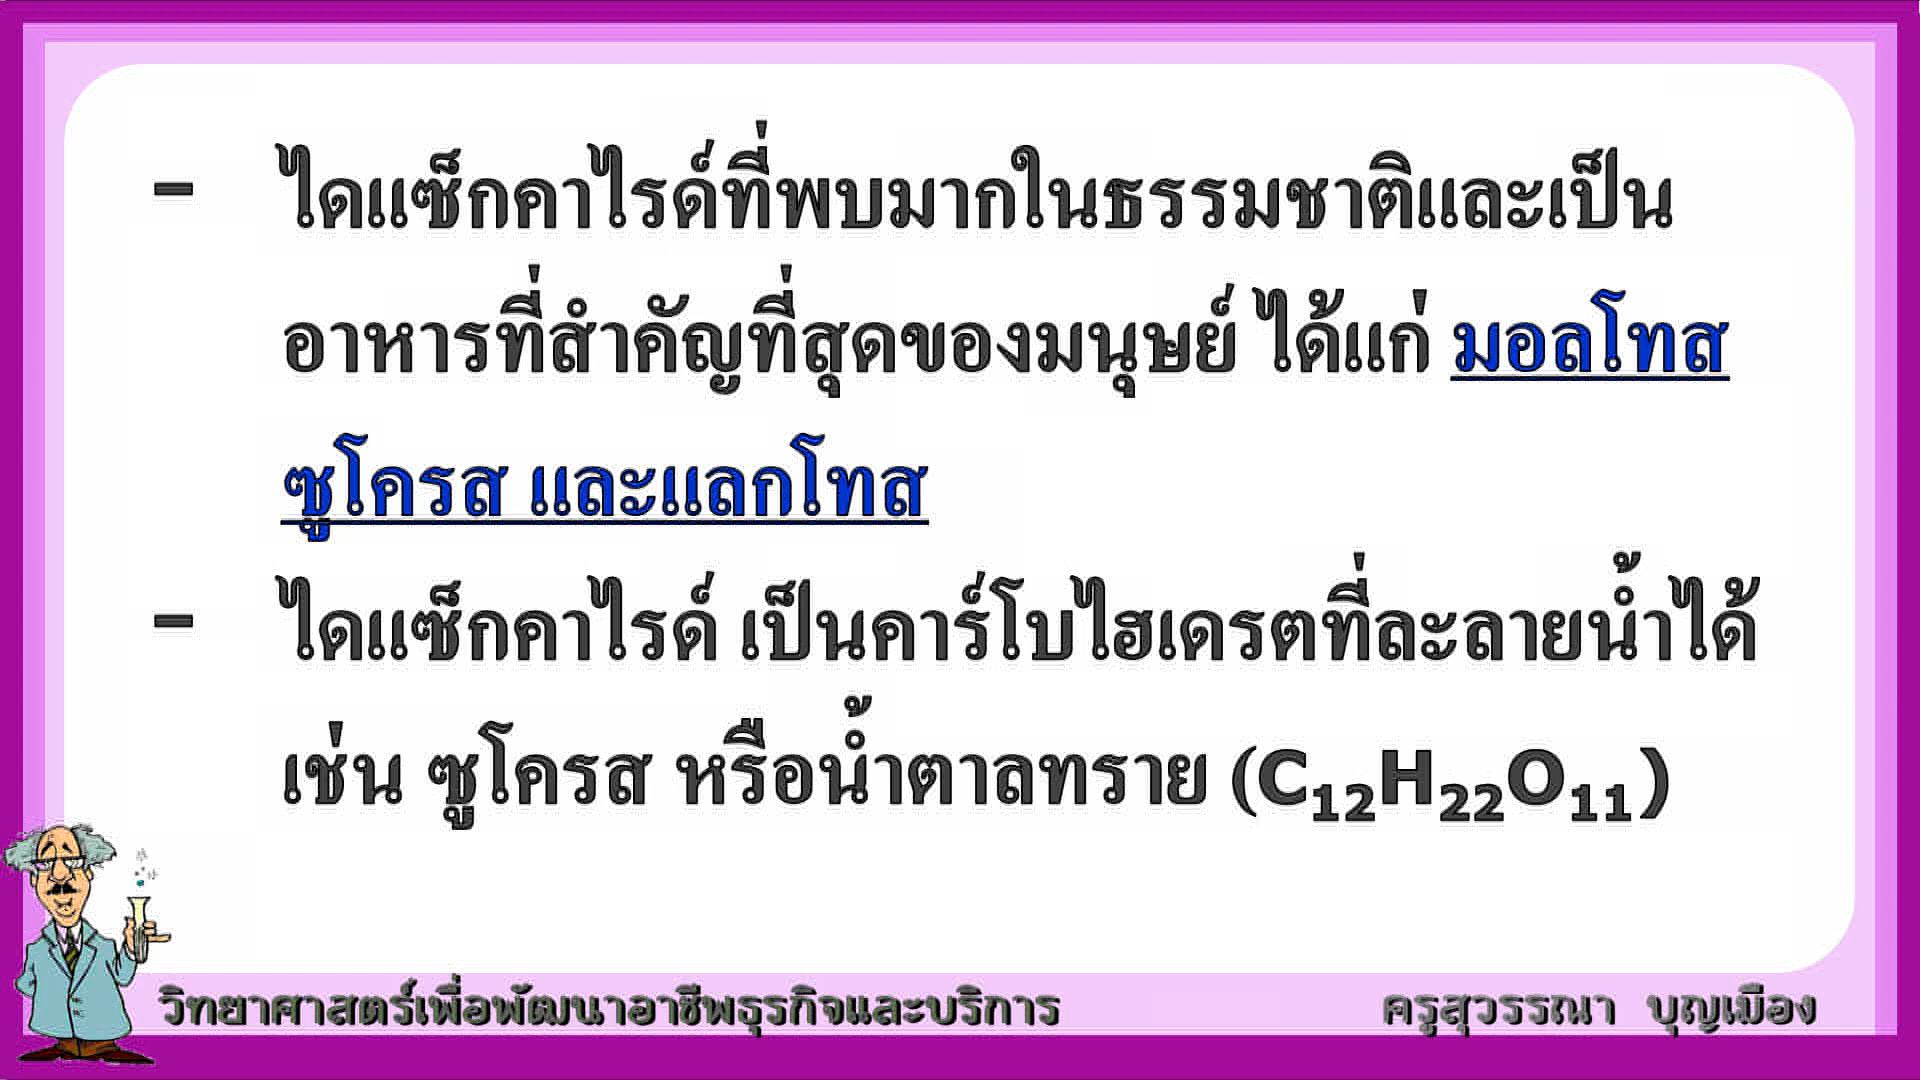 - ไดแซ็กคาไรด์ที่พบมากในธรรมชาติและเป็น
อาหารที่สำคัญที่สุดของมนุษย์ ได้แก่ มอลโทส
ซูโครส และแลกโทส
- ไดแซ็กคาไรด์ เป็นคาร์โบไฮเดรตที่ละลายน้ำได้
เช่น ซูโครส หรือน้ำตาลทราย (C₁₂H₂₂O₁₁)
วิทยาศาสตร์เพื่อพัฒนาอาชีพธุรกิจและบริการ ครูสุวรรณา บุญเมือง